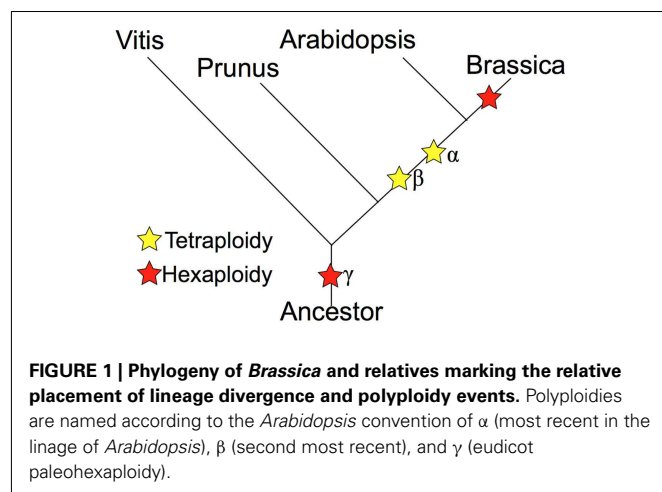 Vitis
Arabidopsis
Prunus
Brassica
α
β
Tetraploidy
Hexaploidy
γ
Ancestor
FIGURE 1 | Phylogeny of Brassica and relatives marking the relative
placement of lineage divergence and polyploidy events. Polyploidies
are named according to the Arabidopsis convention of α (most recent in the
linage of Arabidopsis), β (second most recent), and γ (eudicot
paleohexaploidy).